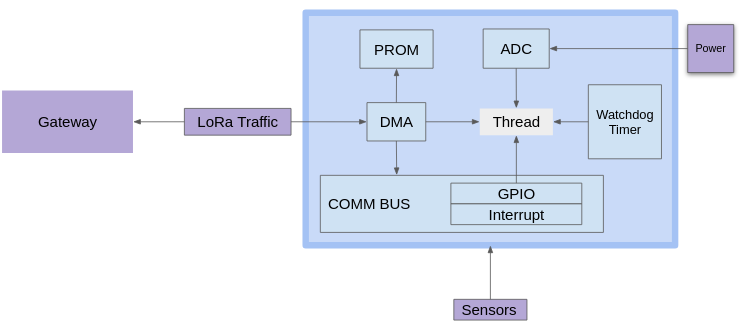 PROM
ADC
Power
Gateway
LoRa Traffic
DMA
Thread
Watchdog
Timer
COMM BUS
GPIO
Interrupt
Sensors